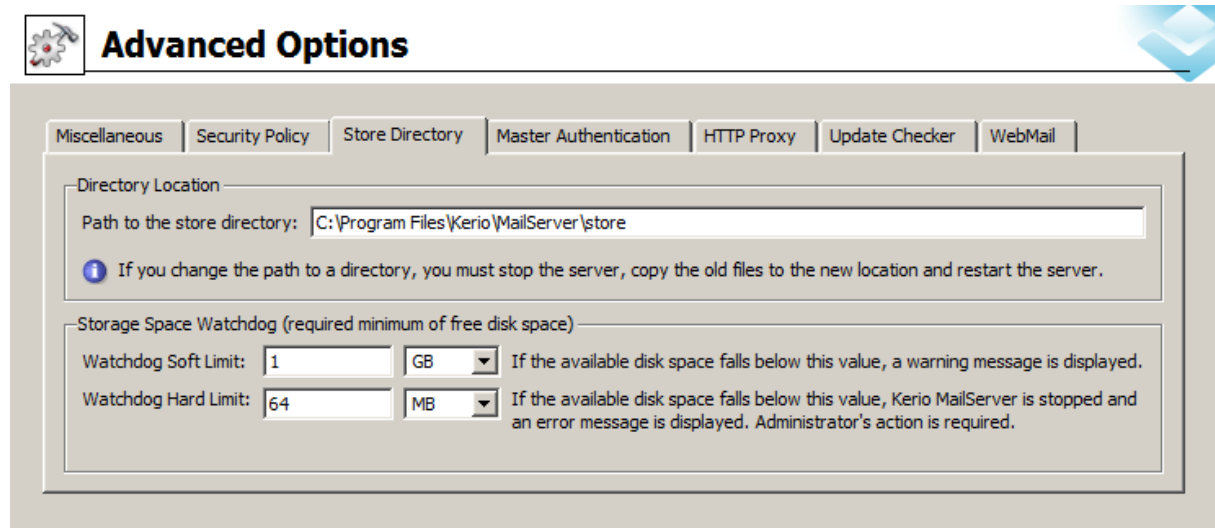 Advanced Options
Miscellaneous Security Policy Store Directory Master Authentication HTTP Proxy Update Checker WebMail
Directory Location
Path to the store directory: C:\Program Files\Kerio\MailServer\store
If you change the path to a directory, you must stop the server, copy the old files to the new location and restart the server.
Storage Space Watchdog (required minimum of free disk space)
Watchdog Soft Limit: 1 GB If the available disk space falls below this value, a warning message is displayed.
Watchdog Hard Limit: 64 MB If the available disk space falls below this value, Kerio MailServer is stopped and
an error message is displayed. Administrator's action is required.